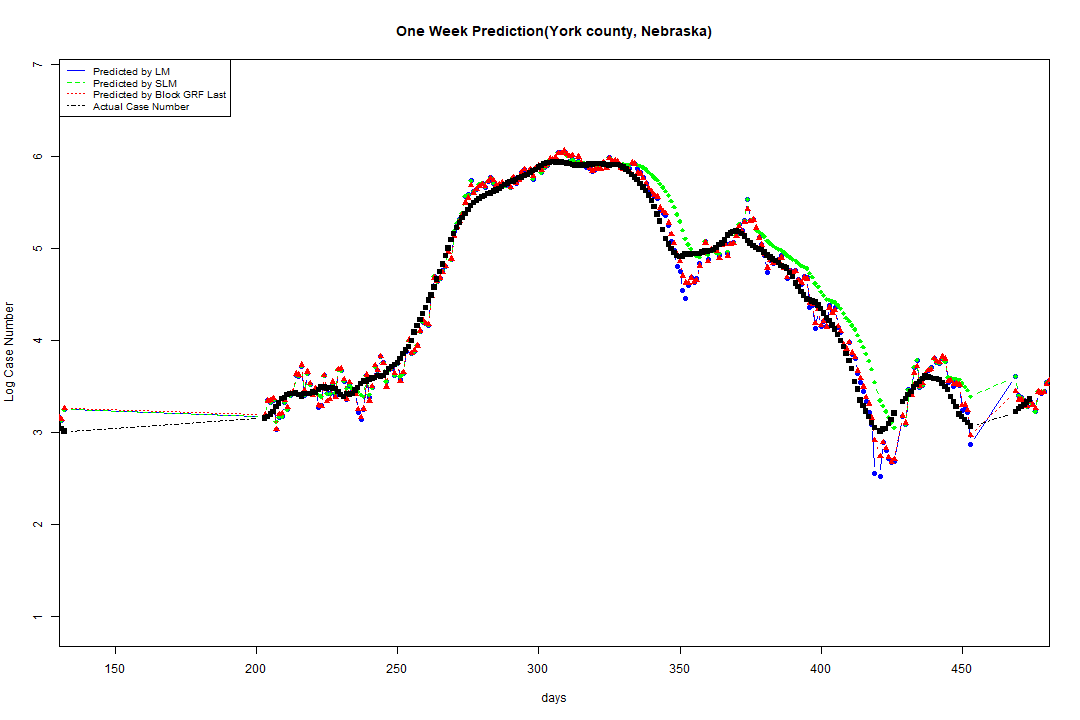 One Week Prediction(York county, Nebraska)
Predicted by LM
Predicted by SLM
Predicted by Block GRF Last
Actual Case Number
7
6
5
4
3
2
1
Log Case Number
150 200 250 300 350 400 450
days